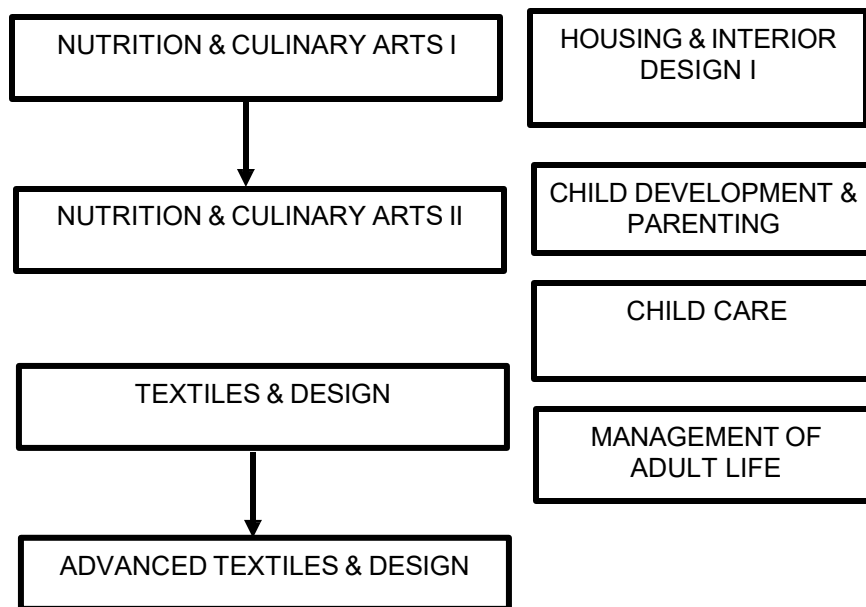 NUTRITION & CULINARY ARTS I
HOUSING & INTERIOR
DESIGN I
NUTRITION & CULINARY ARTS II
CHILD DEVELOPMENT &
PARENTING
CHILD CARE
TEXTILES & DESIGN
MANAGEMENT OF
ADULT LIFE
ADVANCED TEXTILES & DESIGN